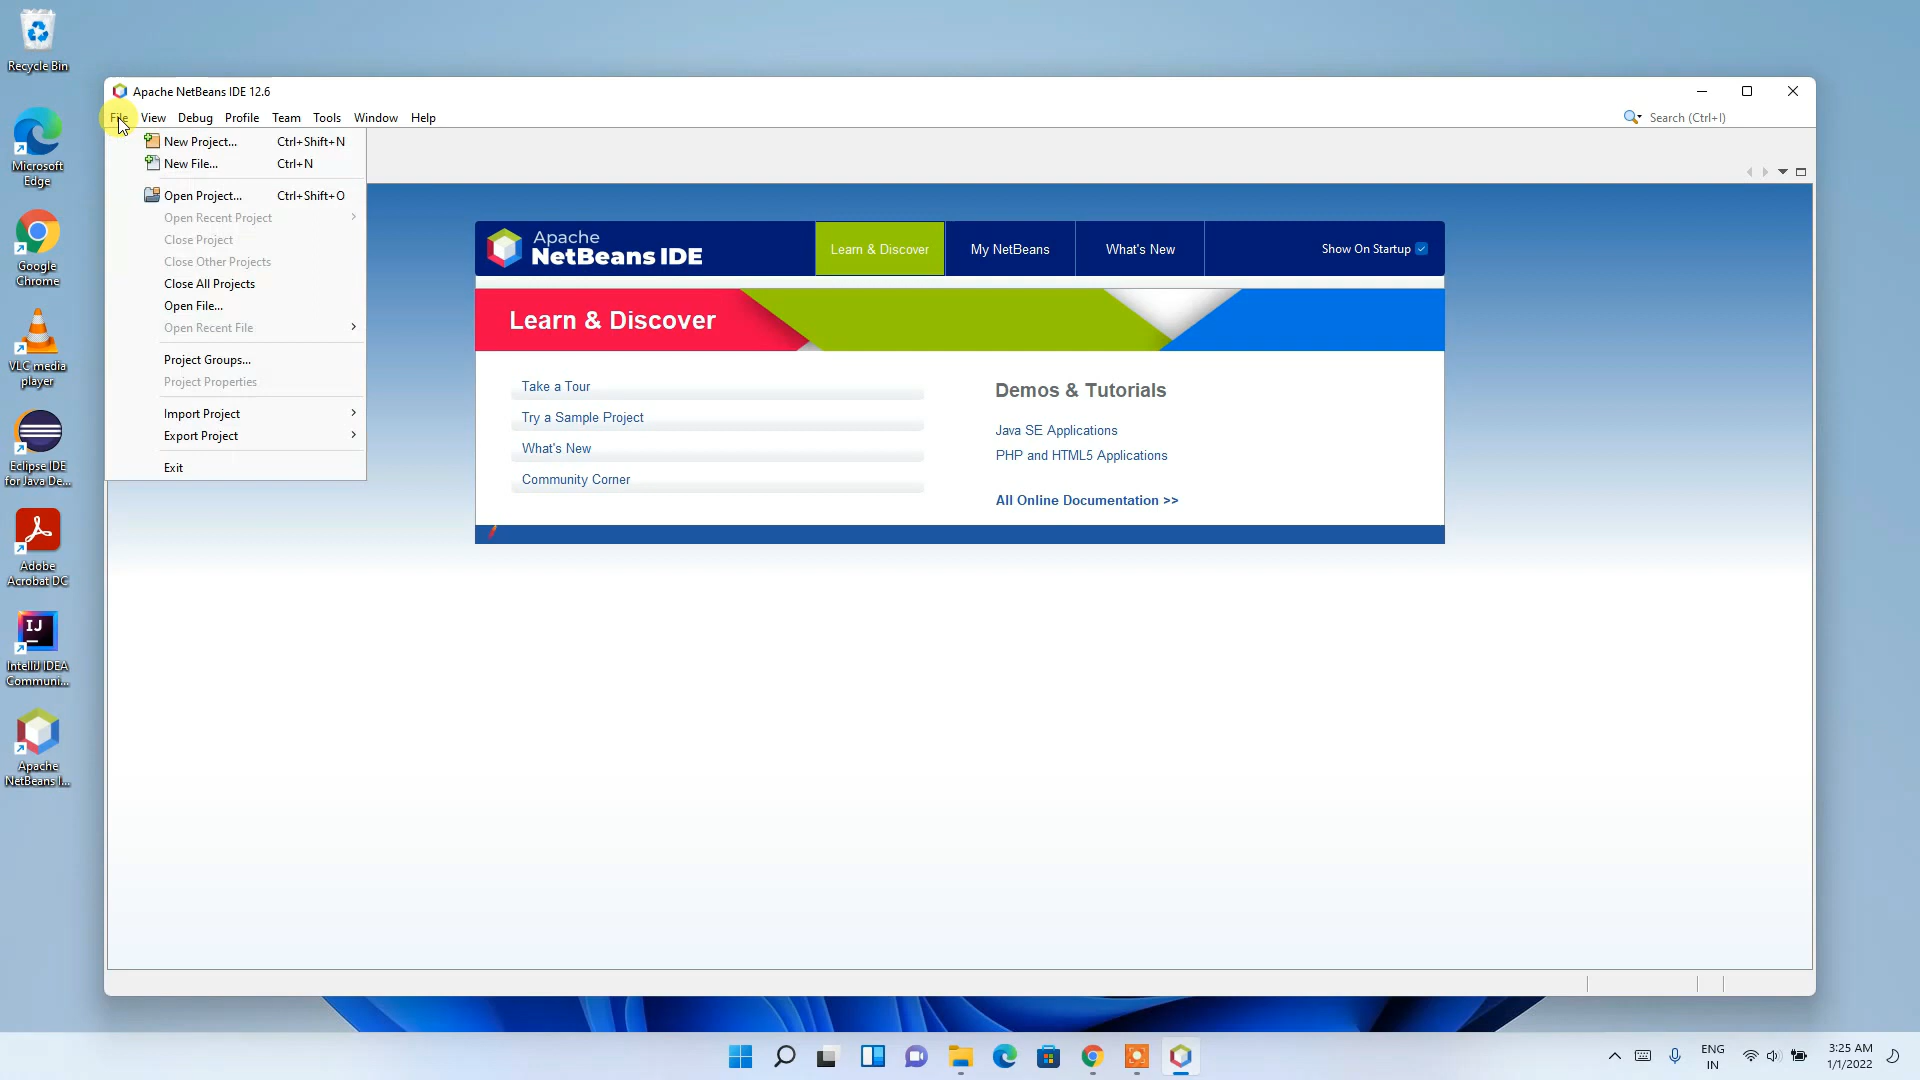 Recycle Bin
Microsoft
Edge
Google
Chrome
VLC media
player
Eclipse IDE
for Java De...
Adobe
Acrobat DC
IntelliJ IDEA
Communi...
Apache
NetBeans I...
Apache NetBeans IDE 12.6
File View Debug Profile Team Tools Window Help
Search (Ctrl+I)
New Project... Ctrl+Shift+N
New File... Ctrl+N
Open Project... Ctrl+Shift+O
Open Recent Project
Close Project
Close Other Projects
Close All Projects
Open File...
Open Recent File
Project Groups...
Project Properties
Import Project
Export Project
Exit
Apache
NetBeans IDE
Learn & Discover
My NetBeans
What's New
Show On Startup
Learn & Discover
Take a Tour
Try a Sample Project
What's New
Community Corner
Demos & Tutorials
Java SE Applications
PHP and HTML5 Applications
All Online Documentation >>
IJ
ENG
IN
3:25 AM
1/1/2022